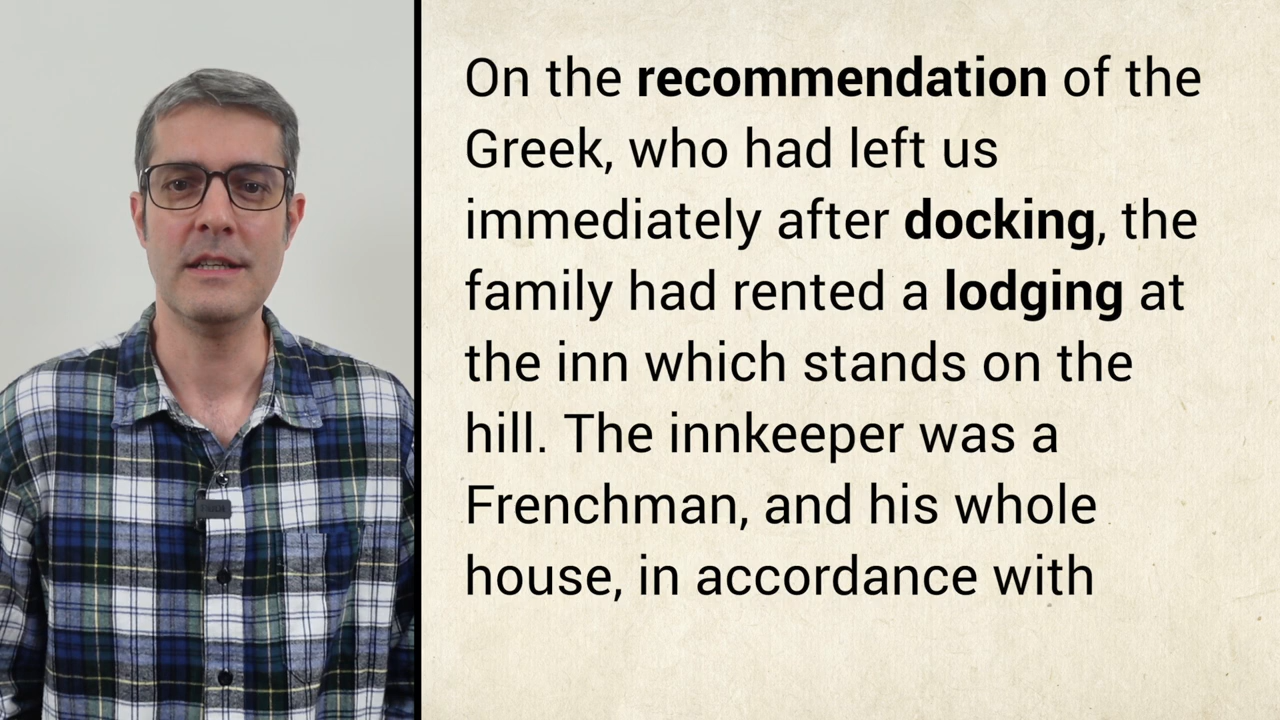 On the recommendation of the
Greek, who had left us
immediately after docking, the
family had rented a lodging at
the inn which stands on the
hill. The innkeeper was a
Frenchman, and his whole
house, in accordance with